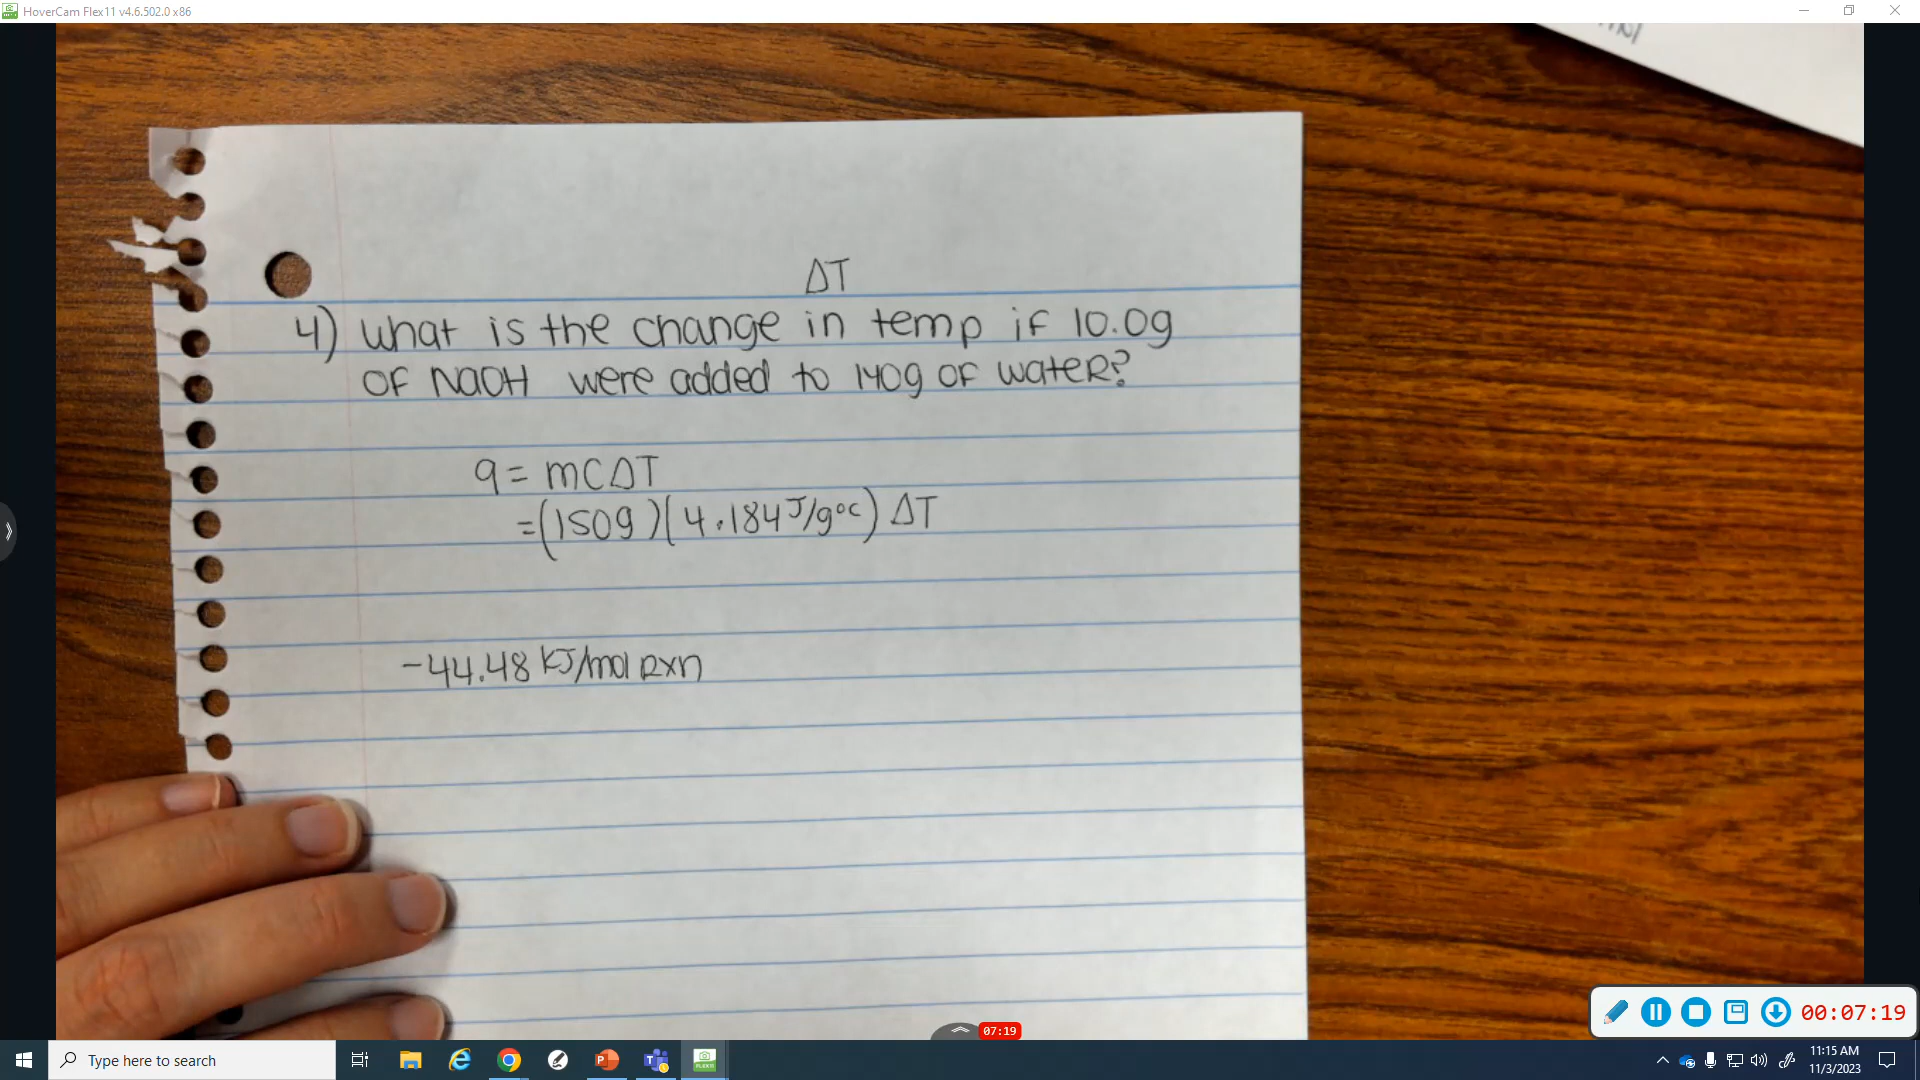 HoverCam Flex11 v4.6.502.0 x86
ΔT
4) What is the change in temp if 10.0g
of NaOH were added to 140g of water?
q = mCΔT
=(150g)(4.184 J/g°C) ΔT
-44.48 KJ/mol rxn
00:07:19
07:19
Type here to search
11:15 AM
11/3/2023